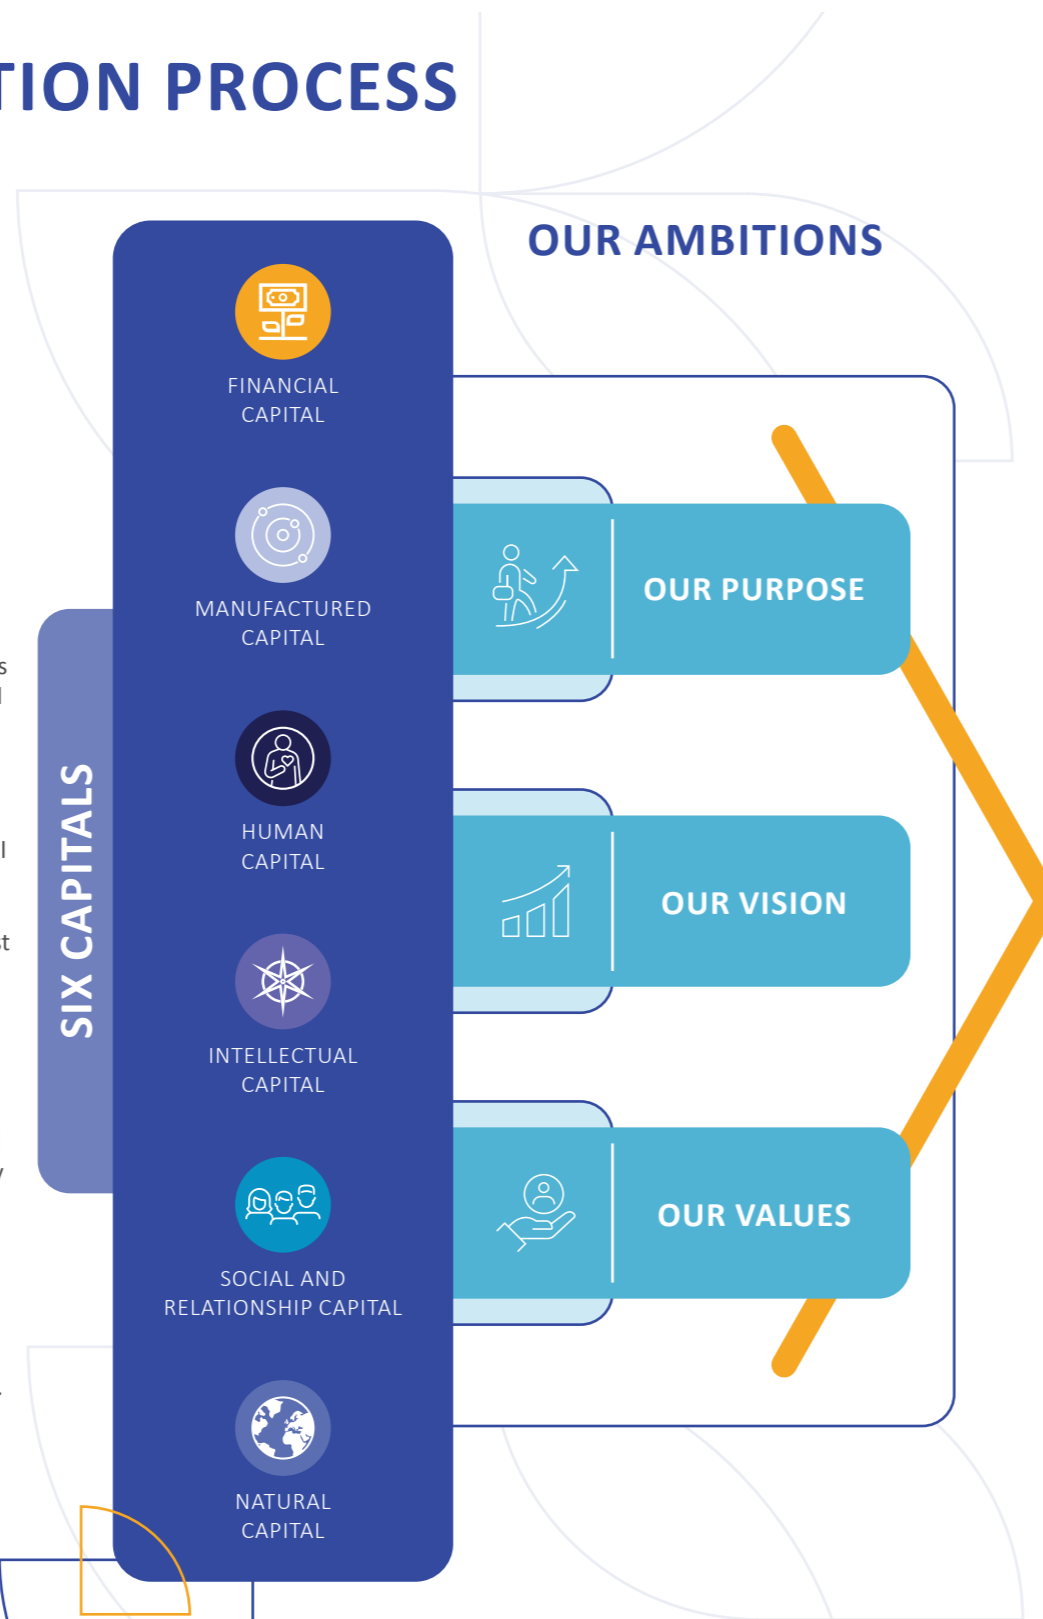 TION PROCESS
OUR AMBITIONS
SIX CAPITALS
FINANCIAL
CAPITAL
MANUFACTURED
CAPITAL
HUMAN
CAPITAL
INTELLECTUAL
CAPITAL
SOCIAL AND
RELATIONSHIP CAPITAL
NATURAL
CAPITAL
OUR PURPOSE
OUR VISION
OUR VALUES